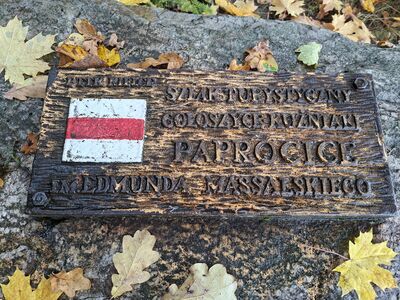 SZLAK TURYSTYCZNY
GOŁOSZYCE KUŹNIAKI
PAPROCICE
IM. EDMUNDA MASSALSKIEGO